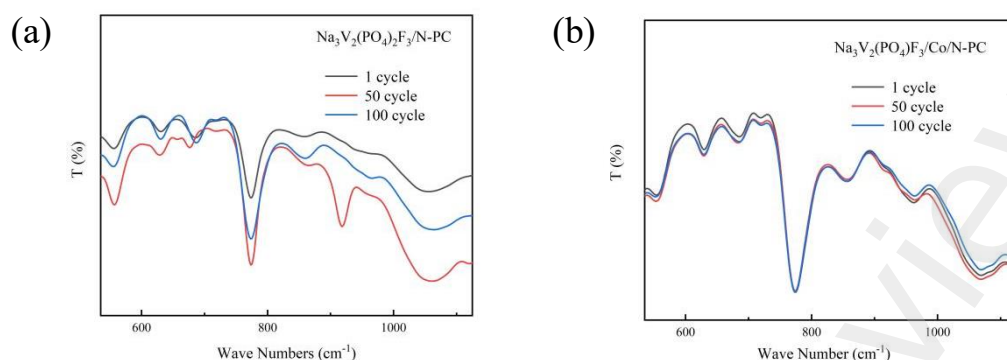 (a)
Na3V2(PO4)2F3/N-PC
1 cycle
50 cycle
100 cycle
T (%)
600 800 1000
Wave Numbers (cm-1)
(b)
Na3V2(PO4)F3/Co/N-PC
1 cycle
50 cycle
100 cycle
T (%)
600 800 1000
Wave Number (cm-1)
view